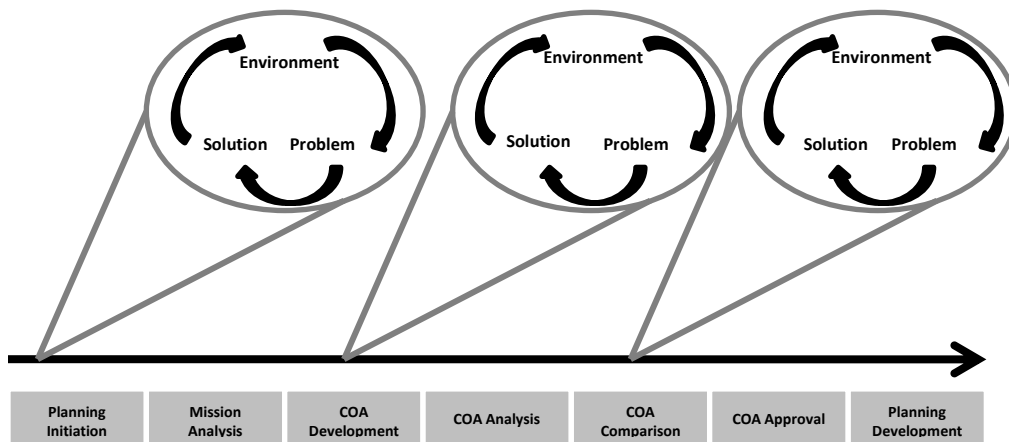 Environment
Solution Problem
Environment
Solution Problem
Environment
Solution Problem
Planning
Initiation
Mission
Analysis
COA
Development
COA Analysis
COA
Comparison
COA Approval
Planning
Development